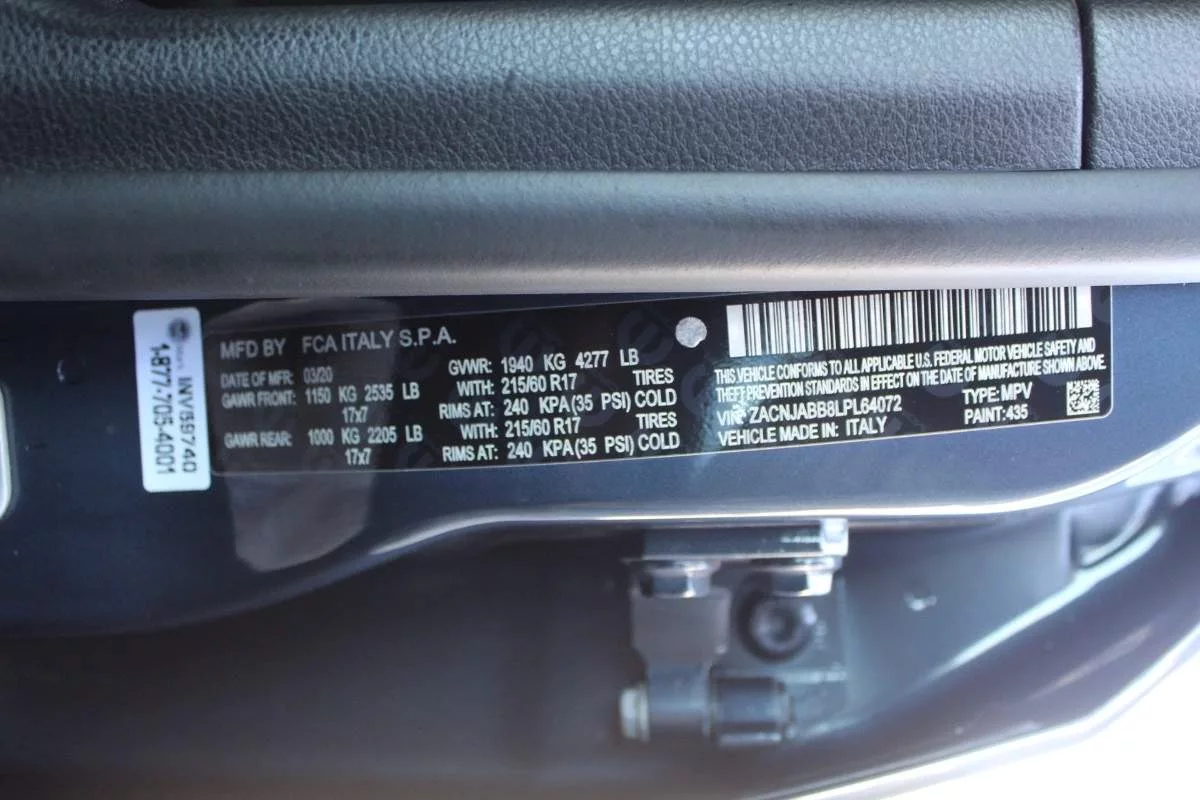 NNVI59740
1-877-705-4001
MFD BY FCA ITALY S.P.A.
DATE OF MFR: 03/20 GVWR: 1940 KG 4277 LB
GAWR FRONT: 1150 KG 2535 LB WITH: 215/60 R17 TIRES
17x7 RIMS AT: 240 KPA(35 PSI) COLD
GAWR REAR: 1000 KG 2205 LB WITH: 215/60 R17 TIRES
17x7 RIMS AT: 240 KPA(35 PSI) COLD
THIS VEHICLE CONFORMS TO ALL APPLICABLE U.S. FEDERAL MOTOR VEHICLE SAFETY AND
THEFT PREVENTION STANDARDS IN EFFECT ON THE DATE OF MANUFACTURE SHOWN ABOVE.
VIN: ZACNJABB8LPL64072 TYPE: MPV
VEHICLE MADE IN: ITALY PAINT: 435